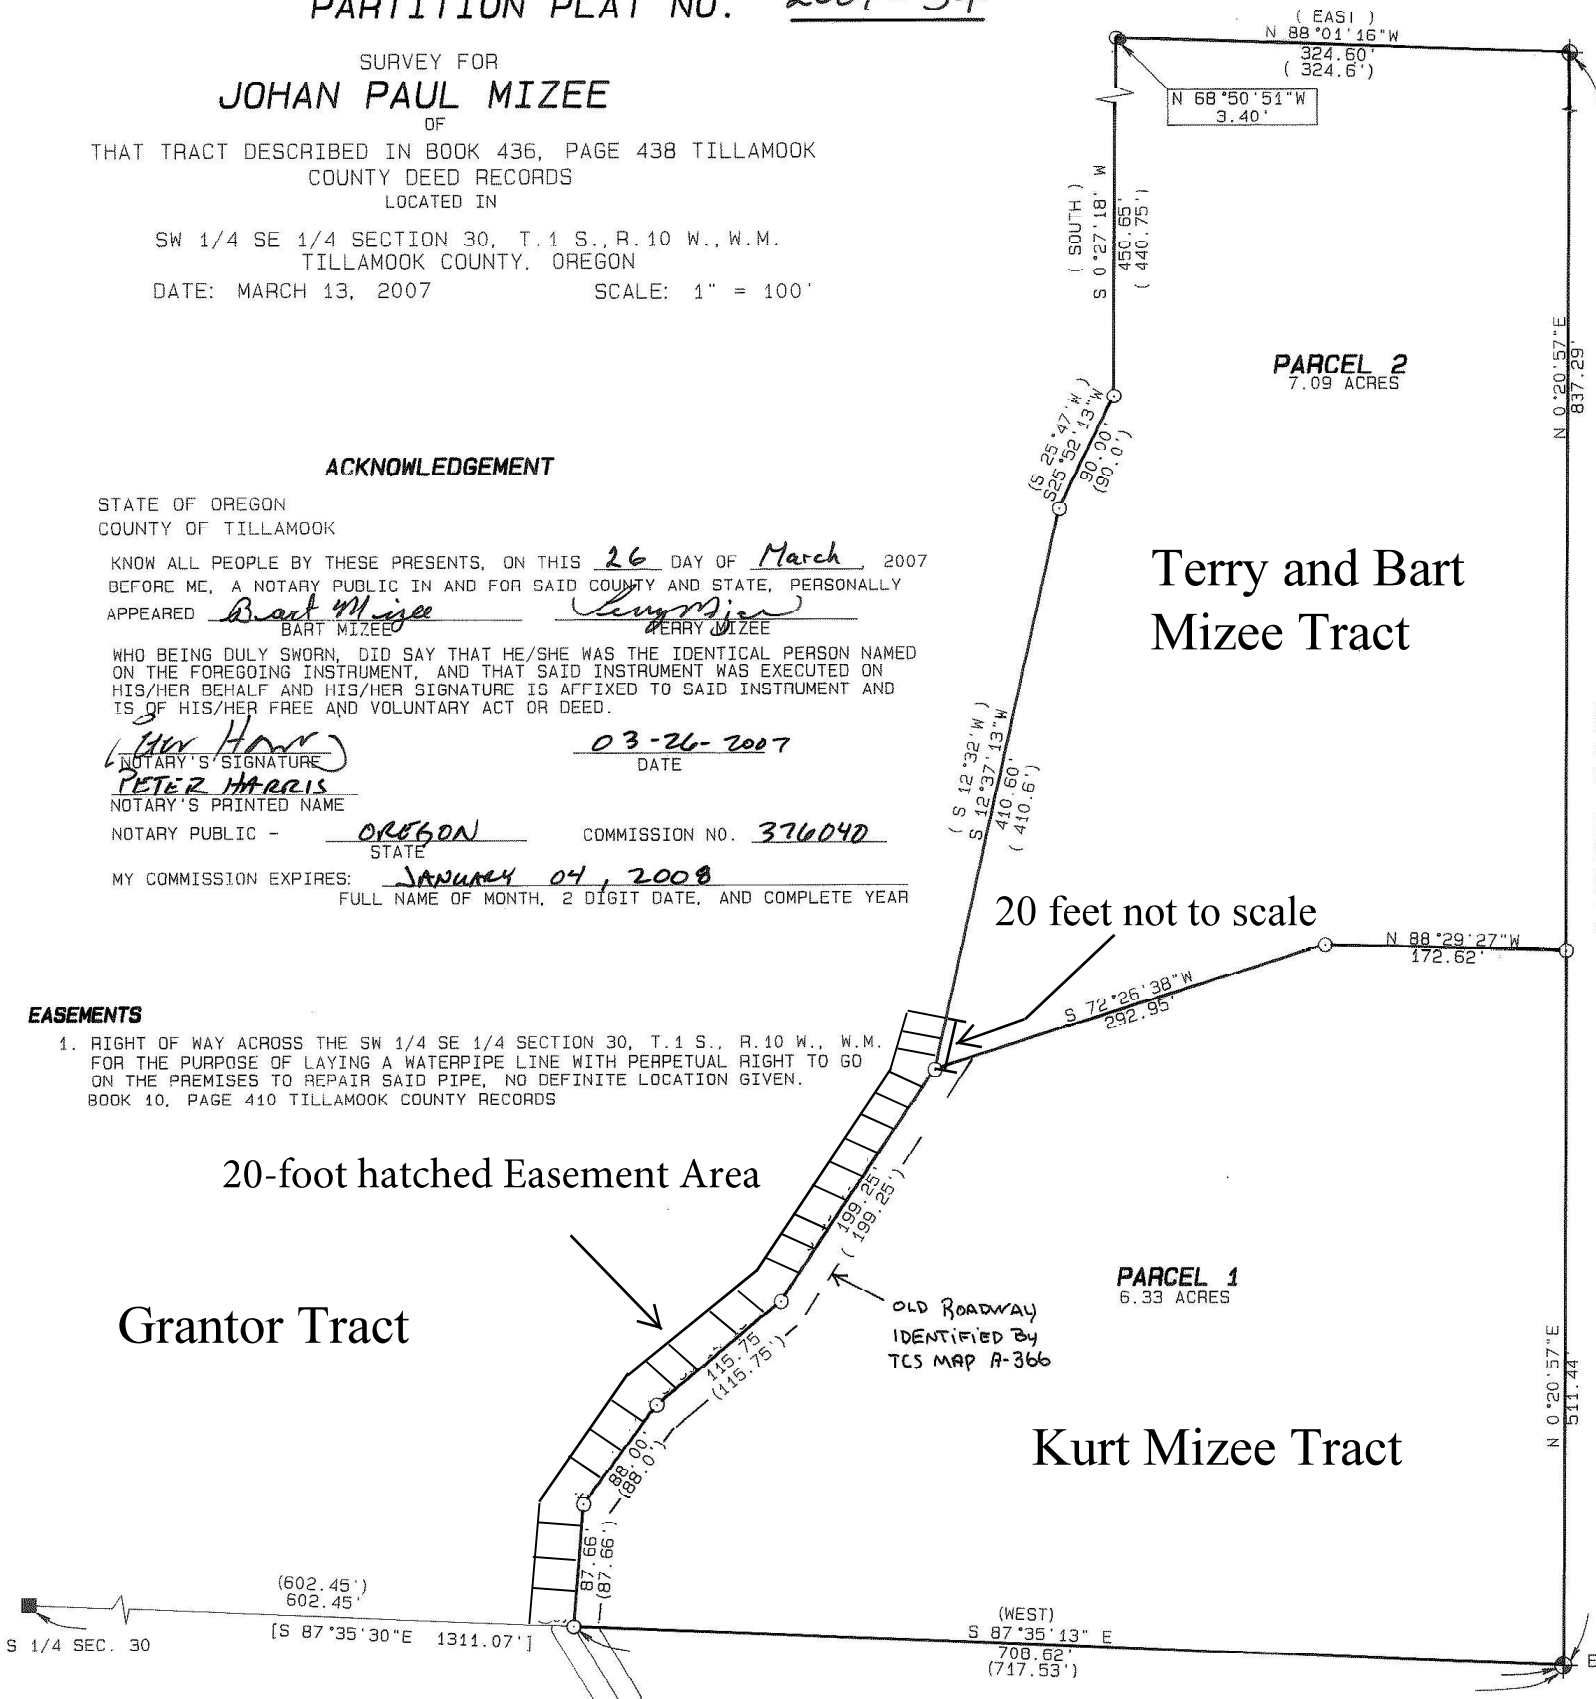 PARTITION PLAT NO. 2007-34
SURVEY FOR
JOHAN PAUL MIZEE
OF
THAT TRACT DESCRIBED IN BOOK 436, PAGE 438 TILLAMOOK
COUNTY DEED RECORDS
LOCATED IN
SW 1/4 SE 1/4 SECTION 30, T.1 S.,R.10 W.,W.M.
TILLAMOOK COUNTY, OREGON
DATE: MARCH 13, 2007 SCALE: 1" = 100'
( EAST )
N 88°01'16"W
324.60'
( 324.6')
N 68°50'51"W
3.40'
( SOUTH )
S 0°27'18" W
450.65'
( 440.75')
PARCEL 2
7.09 ACRES
N 0°20'57"E
837.29'
(S 25°47'W )
S25°52'13"W
90.00'
(90.0')
Terry and Bart
Mizee Tract
ACKNOWLEDGEMENT
STATE OF OREGON
COUNTY OF TILLAMOOK
KNOW ALL PEOPLE BY THESE PRESENTS, ON THIS 26 DAY OF March, 2007
BEFORE ME, A NOTARY PUBLIC IN AND FOR SAID COUNTY AND STATE, PERSONALLY
APPEARED Bart Mizee
BART MIZEE TERRY MIZEE
WHO BEING DULY SWORN, DID SAY THAT HE/SHE WAS THE IDENTICAL PERSON NAMED
ON THE FOREGOING INSTRUMENT, AND THAT SAID INSTRUMENT WAS EXECUTED ON
HIS/HER BEHALF AND HIS/HER SIGNATURE IS AFFIXED TO SAID INSTRUMENT AND
IS OF HIS/HER FREE AND VOLUNTARY ACT OR DEED.
03-26-2007
NOTARY'S SIGNATURE DATE
PETER HARRIS
NOTARY'S PRINTED NAME
NOTARY PUBLIC - OREGON COMMISSION NO. 376040
STATE
MY COMMISSION EXPIRES: JANUARY 04, 2008
FULL NAME OF MONTH, 2 DIGIT DATE, AND COMPLETE YEAR
( S 12°32'W )
S 12°37'13"W
410.60'
( 410.6')
20 feet not to scale
N 88°29'27"W
172.62'
S 72°26'38"W
292.95'
EASEMENTS
1. RIGHT OF WAY ACROSS THE SW 1/4 SE 1/4 SECTION 30, T.1 S., R.10 W., W.M.
FOR THE PURPOSE OF LAYING A WATERPIPE LINE WITH PERPETUAL RIGHT TO GO
ON THE PREMISES TO REPAIR SAID PIPE, NO DEFINITE LOCATION GIVEN.
BOOK 10, PAGE 410 TILLAMOOK COUNTY RECORDS
20-foot hatched Easement Area
199.25'
( 199.25')
Grantor Tract
PARCEL 1
6.33 ACRES
OLD ROADWAY
IDENTIFIED By
TCS MAP A-366
115.75
(115.75')
88.00'
(88.0')
Kurt Mizee Tract
N 0°20'57"E
511.44'
87.66'
(87.66')
(602.45')
602.45'
S 1/4 SEC. 30
[S 87°35'30"E 1311.07']
(WEST)
S 87°35'13" E
708.62'
(717.53')
E